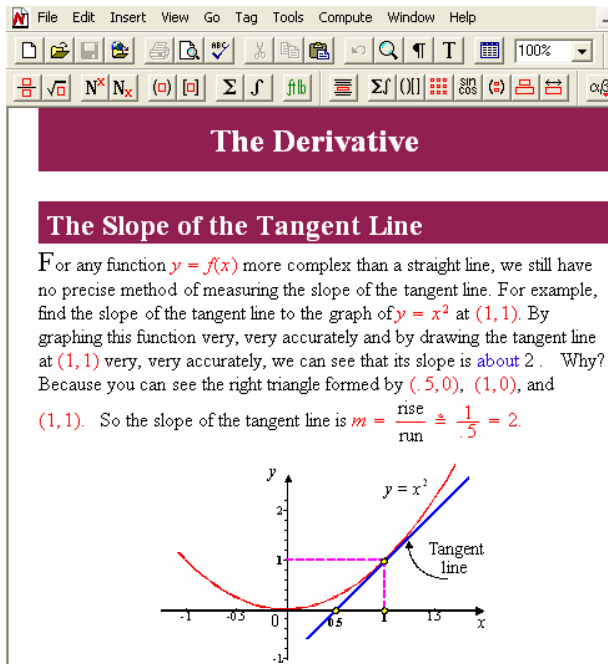 File Edit Insert View Go Tag Tools Compute Window Help
ABC 100%
N^x N_x (□) [□] Σ ∫ ftlb Σ∫ ()[] sin cos αβ
The Derivative
The Slope of the Tangent Line
For any function y = f(x) more complex than a straight line, we still have
no precise method of measuring the slope of the tangent line. For example,
find the slope of the tangent line to the graph of y = x² at (1, 1). By
graphing this function very, very accurately and by drawing the tangent line
at (1, 1) very, very accurately, we can see that its slope is about 2 . Why?
Because you can see the right triangle formed by (.5, 0), (1, 0), and
(1, 1). So the slope of the tangent line is m = rise/run ≗ 1/.5 = 2.
y
y = x²
2
1
Tangent
line
-1 -0.5 0 0.5 1 1.5 x
-1